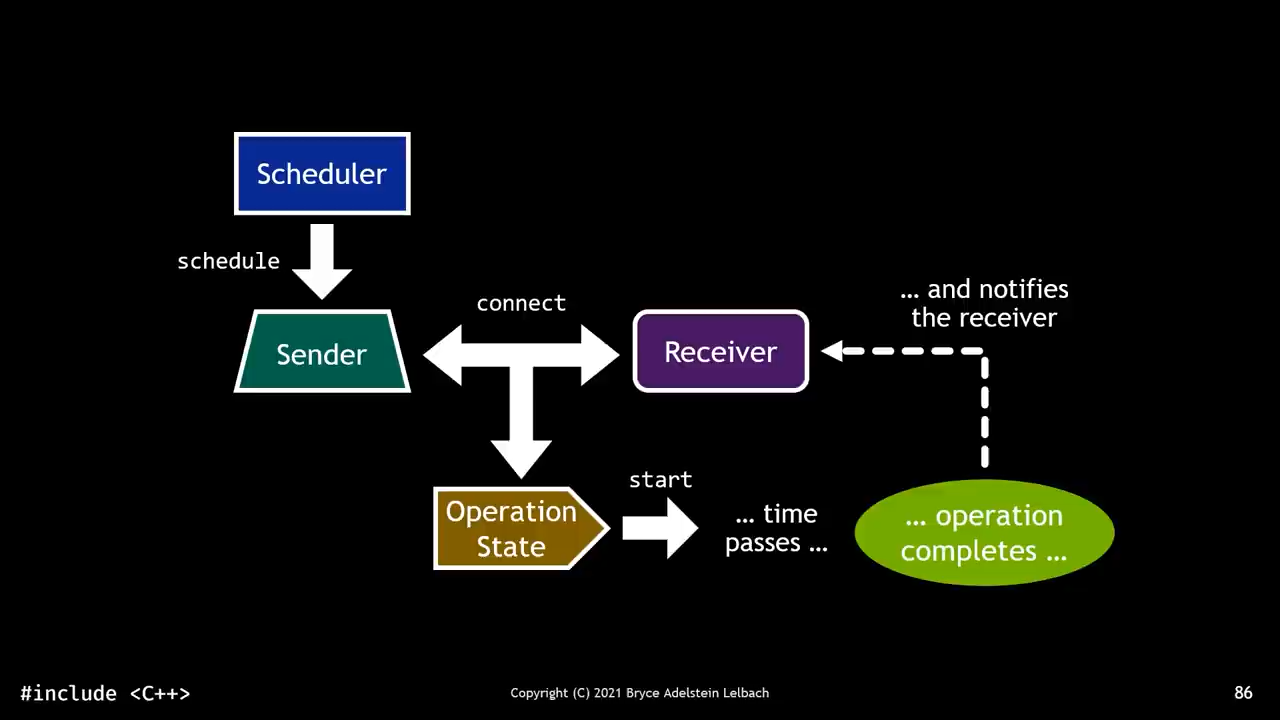 Scheduler
schedule
Sender
connect
Receiver
… and notifies
the receiver
Operation
State
start
… time
passes …
… operation
completes …
#include <C++>
Copyright (C) 2021 Bryce Adelstein Lelbach
86